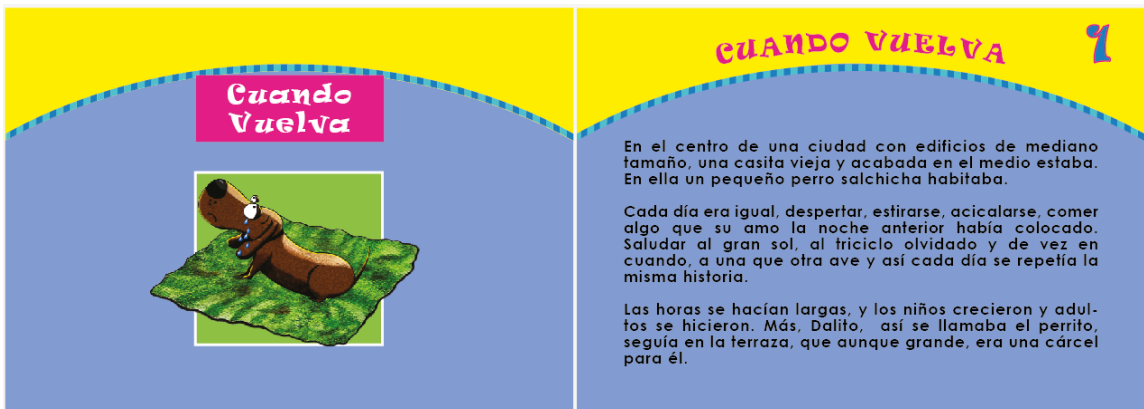 Cuando
Vuelva
CUANDO VUELVA
1
En el centro de una ciudad con edificios de mediano
tamaño, una casita vieja y acabada en el medio estaba.
En ella un pequeño perro salchicha habitaba.
Cada día era igual, despertar, estirarse, acicalarse, comer
algo que su amo la noche anterior había colocado.
Saludar al gran sol, al triciclo olvidado y de vez en
cuando, a una que otra ave y así cada día se repetía la
misma historia.
Las horas se hacían largas, y los niños crecieron y adul-
tos se hicieron. Más, Dalito, así se llamaba el perrito,
seguía en la terraza, que aunque grande, era una cárcel
para él.